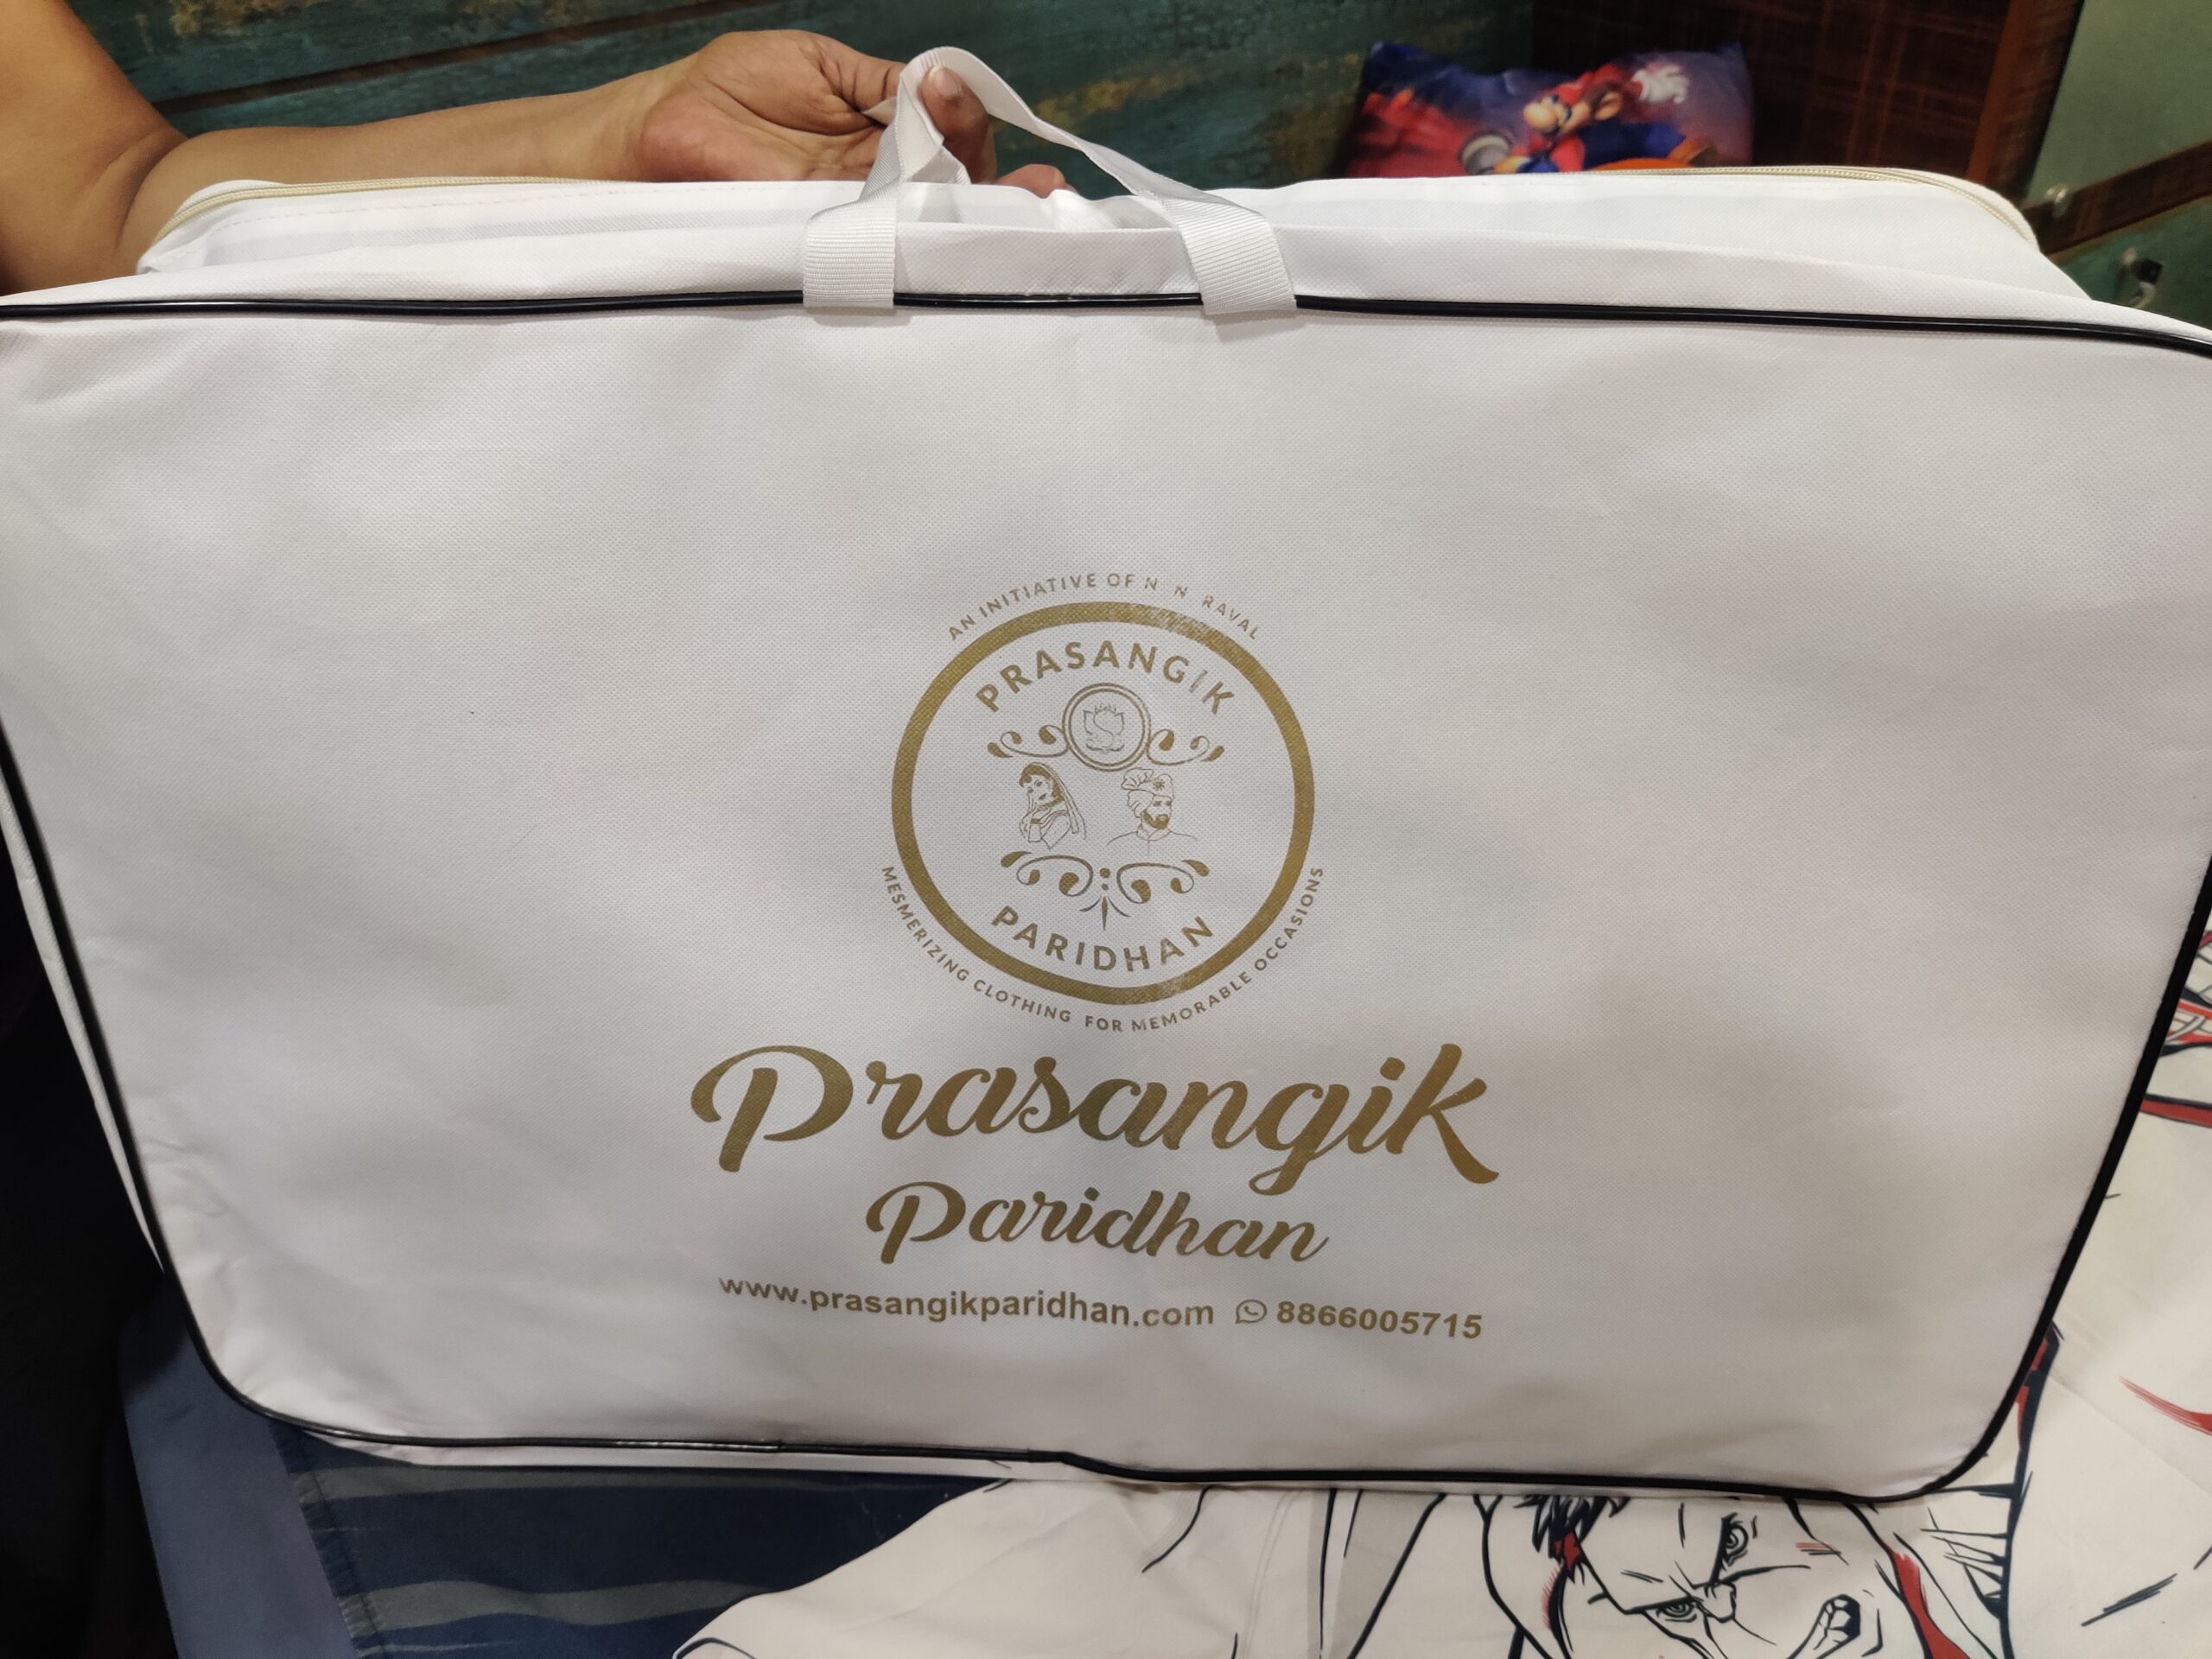 AN INITIATIVE OF N N RAVAL
PRASANGIK
PARIDHAN
MESMERIZING CLOTHING FOR MEMORABLE OCCASIONS
Prasangik
Paridhan
www.prasangikparidhan.com 8866005715